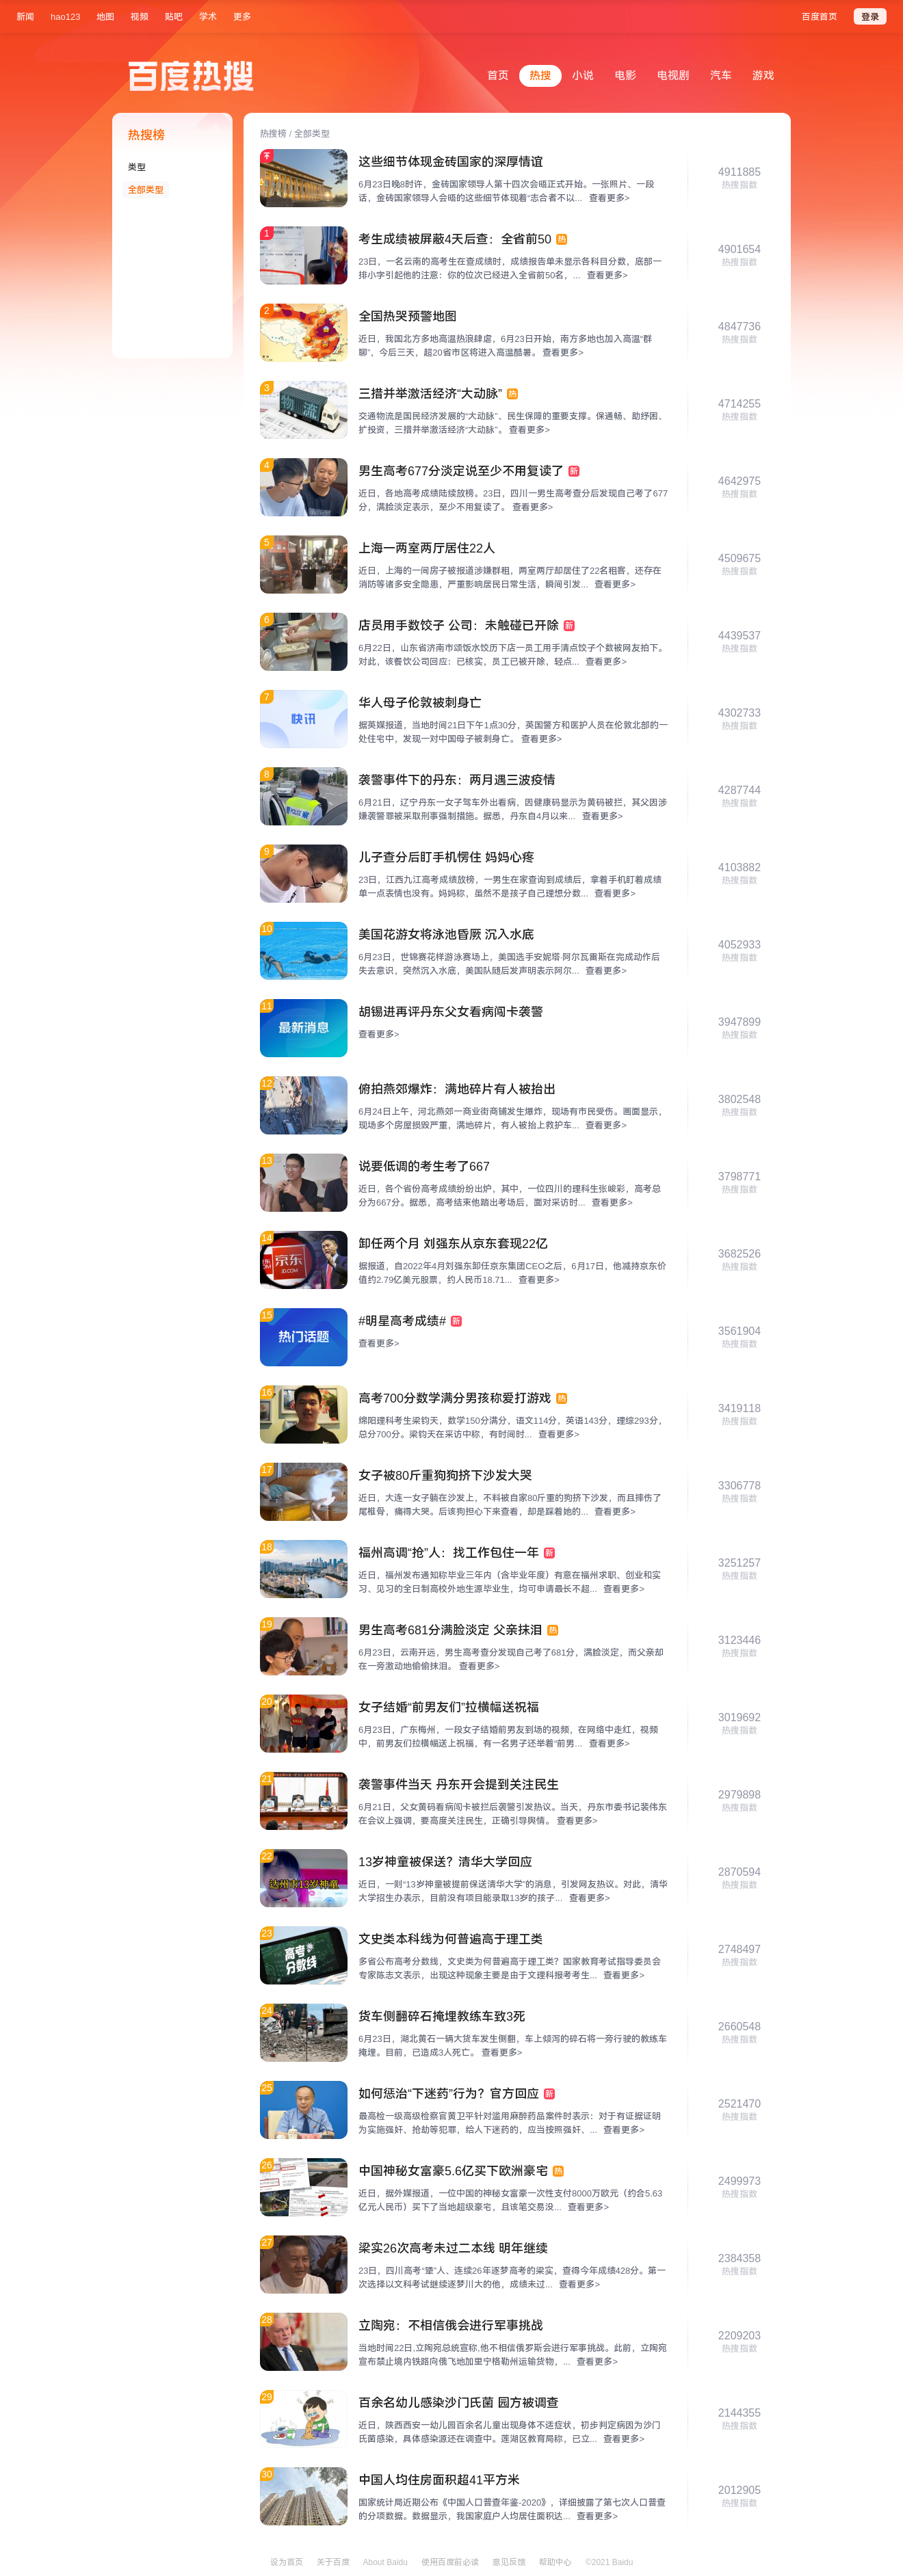 新闻 hao123 地图 视频 贴吧 学术 更多 百度首页 登录
百度热搜
首页 热搜 小说 电影 电视剧 汽车 游戏
热搜榜
类型
全部类型
热搜榜 / 全部类型
这些细节体现金砖国家的深厚情谊
6月23日晚8时许，金砖国家领导人第十四次会晤正式开始。一张照片、一段
话，金砖国家领导人会晤的这些细节体现着“志合者不以... 查看更多>
4911885
热搜指数
1
考生成绩被屏蔽4天后查：全省前50 热
23日，一名云南的高考生在查成绩时，成绩报告单未显示各科目分数，底部一
排小字引起他的注意：你的位次已经进入全省前50名，... 查看更多>
4901654
热搜指数
2
全国热哭预警地图
近日，我国北方多地高温热浪肆虐，6月23日开始，南方多地也加入高温“群
聊”，今后三天，超20省市区将进入高温酷暑。 查看更多>
4847736
热搜指数
3
物流
三措并举激活经济“大动脉” 热
交通物流是国民经济发展的“大动脉”、民生保障的重要支撑。保通畅、助纾困、
扩投资，三措并举激活经济“大动脉”。 查看更多>
4714255
热搜指数
4
男生高考677分淡定说至少不用复读了 新
近日，各地高考成绩陆续放榜。23日，四川一男生高考查分后发现自己考了677
分，满脸淡定表示，至少不用复读了。 查看更多>
4642975
热搜指数
5
上海一两室两厅居住22人
近日，上海的一间房子被报道涉嫌群租，两室两厅却居住了22名租客，还存在
消防等诸多安全隐患，严重影响居民日常生活，瞬间引发... 查看更多>
4509675
热搜指数
6
店员用手数饺子 公司：未触碰已开除 新
6月22日，山东省济南市颂饭水饺历下店一员工用手清点饺子个数被网友拍下。
对此，该餐饮公司回应：已核实，员工已被开除，轻点... 查看更多>
4439537
热搜指数
7
快讯
华人母子伦敦被刺身亡
据英媒报道，当地时间21日下午1点30分，英国警方和医护人员在伦敦北部的一
处住宅中，发现一对中国母子被刺身亡。 查看更多>
4302733
热搜指数
8
袭警事件下的丹东：两月遇三波疫情
6月21日，辽宁丹东一女子驾车外出看病，因健康码显示为黄码被拦，其父因涉
嫌袭警罪被采取刑事强制措施。据悉，丹东自4月以来... 查看更多>
4287744
热搜指数
9
儿子查分后盯手机愣住 妈妈心疼
23日，江西九江高考成绩放榜，一男生在家查询到成绩后，拿着手机盯着成绩
单一点表情也没有。妈妈称，虽然不是孩子自己理想分数... 查看更多>
4103882
热搜指数
10
美国花游女将泳池昏厥 沉入水底
6月23日，世锦赛花样游泳赛场上，美国选手安妮塔·阿尔瓦雷斯在完成动作后
失去意识，突然沉入水底，美国队随后发声明表示阿尔... 查看更多>
4052933
热搜指数
11
最新消息
胡锡进再评丹东父女看病闯卡袭警
查看更多>
3947899
热搜指数
12
俯拍燕郊爆炸：满地碎片有人被抬出
6月24日上午，河北燕郊一商业街商铺发生爆炸，现场有市民受伤。画面显示，
现场多个房屋损毁严重，满地碎片，有人被抬上救护车... 查看更多>
3802548
热搜指数
13
说要低调的考生考了667
近日，各个省份高考成绩纷纷出炉，其中，一位四川的理科生张峻彩，高考总
分为667分。据悉，高考结束他踏出考场后，面对采访时... 查看更多>
3798771
热搜指数
14
京东
JD.COM
卸任两个月 刘强东从京东套现22亿
据报道，自2022年4月刘强东卸任京东集团CEO之后，6月17日，他减持京东价
值约2.79亿美元股票，约人民币18.71... 查看更多>
3682526
热搜指数
15
热门话题
#明星高考成绩# 新
查看更多>
3561904
热搜指数
16
高考700分数学满分男孩称爱打游戏 热
绵阳理科考生梁钧天，数学150分满分，语文114分，英语143分，理综293分，
总分700分。梁钧天在采访中称，有时间时... 查看更多>
3419118
热搜指数
17
女子被80斤重狗狗挤下沙发大哭
近日，大连一女子躺在沙发上，不料被自家80斤重的狗挤下沙发，而且摔伤了
尾椎骨，痛得大哭。后该狗担心下来查看，却是踩着她的... 查看更多>
3306778
热搜指数
18
福州高调“抢”人：找工作包住一年 新
近日，福州发布通知称毕业三年内（含毕业年度）有意在福州求职、创业和实
习、见习的全日制高校外地生源毕业生，均可申请最长不超... 查看更多>
3251257
热搜指数
19
男生高考681分满脸淡定 父亲抹泪 热
6月23日，云南开远，男生高考查分发现自己考了681分，满脸淡定，而父亲却
在一旁激动地偷偷抹泪。 查看更多>
3123446
热搜指数
20
女子结婚“前男友们”拉横幅送祝福
6月23日，广东梅州，一段女子结婚前男友到场的视频，在网络中走红，视频
中，前男友们拉横幅送上祝福，有一名男子还举着“前男... 查看更多>
3019692
热搜指数
21
袭警事件当天 丹东开会提到关注民生
6月21日，父女黄码看病闯卡被拦后袭警引发热议。当天，丹东市委书记裴伟东
在会议上强调，要高度关注民生，正确引导舆情。 查看更多>
2979898
热搜指数
22
达州市13岁神童
13岁神童被保送？清华大学回应
近日，一则“13岁神童被提前保送清华大学”的消息，引发网友热议。对此，清华
大学招生办表示，目前没有项目能录取13岁的孩子... 查看更多>
2870594
热搜指数
23
高考
分数线
文史类本科线为何普遍高于理工类
多省公布高考分数线，文史类为何普遍高于理工类？国家教育考试指导委员会
专家陈志文表示，出现这种现象主要是由于文理科报考考生... 查看更多>
2748497
热搜指数
24
货车侧翻碎石掩埋教练车致3死
6月23日，湖北黄石一辆大货车发生侧翻，车上倾泻的碎石将一旁行驶的教练车
掩埋。目前，已造成3人死亡。 查看更多>
2660548
热搜指数
25
如何惩治“下迷药”行为？官方回应 新
最高检一级高级检察官黄卫平针对滥用麻醉药品案件时表示：对于有证据证明
为实施强奸、抢劫等犯罪，给人下迷药的，应当按照强奸、... 查看更多>
2521470
热搜指数
26
中国神秘女富豪5.6亿买下欧洲豪宅 热
近日，据外媒报道，一位中国的神秘女富豪一次性支付8000万欧元（约合5.63
亿元人民币）买下了当地超级豪宅，且该笔交易没... 查看更多>
2499973
热搜指数
27
梁实26次高考未过二本线 明年继续
23日，四川高考“犟”人、连续26年逐梦高考的梁实，查得今年成绩428分。第一
次选择以文科考试继续逐梦川大的他，成绩未过... 查看更多>
2384358
热搜指数
28
立陶宛：不相信俄会进行军事挑战
当地时间22日,立陶宛总统宣称,他不相信俄罗斯会进行军事挑战。此前，立陶宛
宣布禁止境内铁路向俄飞地加里宁格勒州运输货物，... 查看更多>
2209203
热搜指数
29
百余名幼儿感染沙门氏菌 园方被调查
近日，陕西西安一幼儿园百余名儿童出现身体不适症状，初步判定病因为沙门
氏菌感染，具体感染源还在调查中。莲湖区教育局称，已立... 查看更多>
2144355
热搜指数
30
中国人均住房面积超41平方米
国家统计局近期公布《中国人口普查年鉴-2020》，详细披露了第七次人口普查
的分项数据。数据显示，我国家庭户人均居住面积达... 查看更多>
2012905
热搜指数
设为首页 关于百度 About Baidu 使用百度前必读 意见反馈 帮助中心 ©2021 Baidu